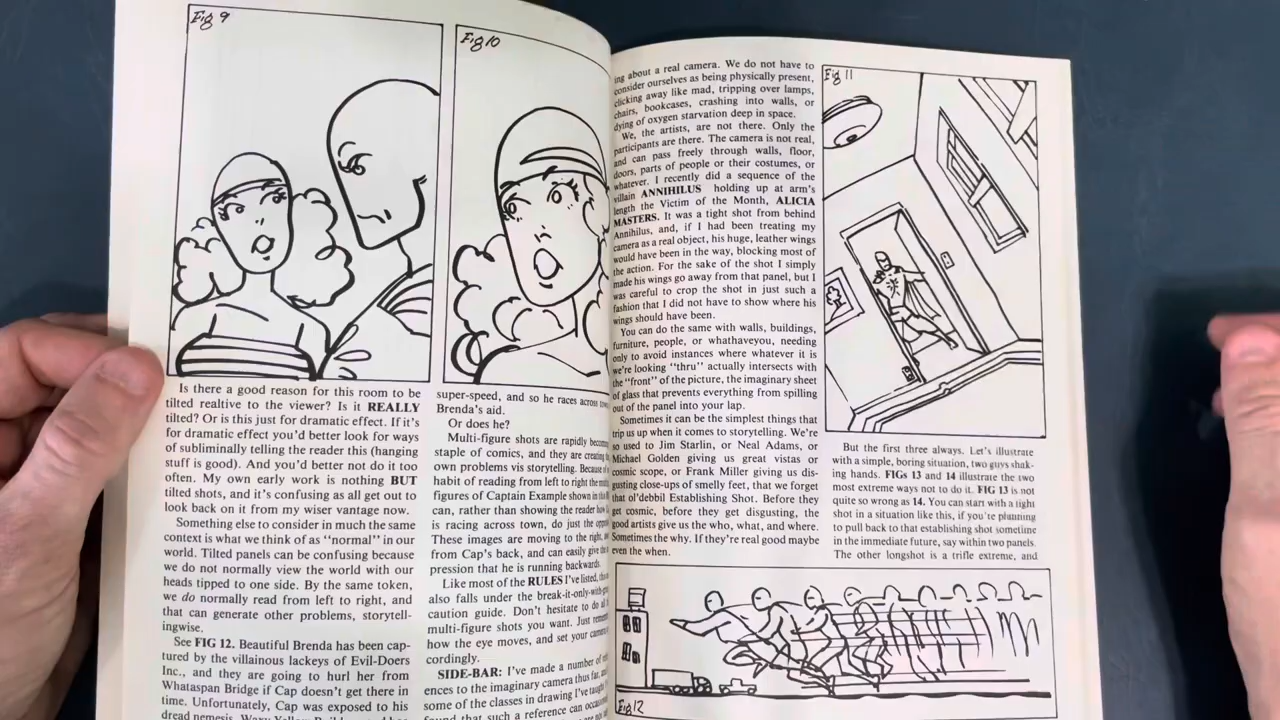 Fig 9
Is there a good reason for this room to be
tilted realtive to the viewer? Is it REALLY
tilted? Or is this just for dramatic effect. If it's
for dramatic effect you'd better look for ways
of subliminally telling the reader this (hanging
stuff is good). And you'd better not do it too
often. My own early work is nothing BUT
tilted shots, and it's confusing as all get out to
look back on it from my wiser vantage now.
Something else to consider in much the same
context is what we think of as "normal" in our
world. Tilted panels can be confusing because
we do not normally view the world with our
heads tipped to one side. By the same token,
we do normally read from left to right, and
that can generate other problems, storytell-
ingwise.
See FIG 12. Beautiful Brenda has been cap-
tured by the villainous lackeys of Evil-Doers
Inc., and they are going to hurl her from
Whataspan Bridge if Cap doesn't get there in
time. Unfortunately, Cap was exposed to his
dread nemesis,
Fig 10
super-speed, and so he races across
Brenda's aid.
Or does he?
Multi-figure shots are rapidly
staple of comics, and they are creating
own problems vis storytelling. Because of
habit of reading from left to right the
figures of Captain Example shown in
can, rather than showing the reader how
is racing across town, do just the
These images are moving to the right,
from Cap's back, and can easily give
pression that he is running backwards.
Like most of the RULES I've listed,
also falls under the break-it-only-with-
caution guide. Don't hesitate to do
multi-figure shots you want. Just
how the eye moves, and set your camera
cordingly.
SIDE-BAR: I've made a number of
ences to the imaginary camera thus far,
some of the classes in drawing I've
found that such a reference can
ing about a real camera. We do not have to
consider ourselves as being physically present,
clicking away like mad, tripping over lamps,
chairs, bookcases, crashing into walls, or
dying of oxygen starvation deep in space.
We, the artists, are not there. Only the
participants are there. The camera is not real,
and can pass freely through walls, floor,
doors, parts of people or their costumes, or
whatever. I recently did a sequence of the
villain ANNIHILUS holding up at arm's
length the Victim of the Month, ALICIA
MASTERS. It was a tight shot from behind
Annihilus, and, if I had been treating my
camera as a real object, his huge, leather wings
would have been in the way, blocking most of
the action. For the sake of the shot I simply
made his wings go away from that panel, but I
was careful to crop the shot in just such a
fashion that I did not have to show where his
wings should have been.
You can do the same with walls, buildings,
furniture, people, or whathaveyou, needing
only to avoid instances where whatever it is
we're looking "thru" actually intersects with
the "front" of the picture, the imaginary sheet
of glass that prevents everything from spilling
out of the panel into your lap.
Sometimes it can be the simplest things that
trip us up when it comes to storytelling. We're
so used to Jim Starlin, or Neal Adams, or
Michael Golden giving us great vistas or
cosmic scope, or Frank Miller giving us dis-
gusting close-ups of smelly feet, that we forget
that ol'debbil Establishing Shot. Before they
get cosmic, before they get disgusting, the
good artists give us the who, what, and where.
Sometimes the why. If they're real good maybe
even the when.
Fig 11
But the first three always. Let's illustrate
with a simple, boring situation, two guys shak-
ing hands. FIGs 13 and 14 illustrate the two
most extreme ways not to do it. FIG 13 is not
quite so wrong as 14. You can start with a tight
shot in a situation like this, if you're planning
to pull back to that establishing shot sometime
in the immediate future, say within two panels.
The other longshot is a trifle extreme, and
Fig 12